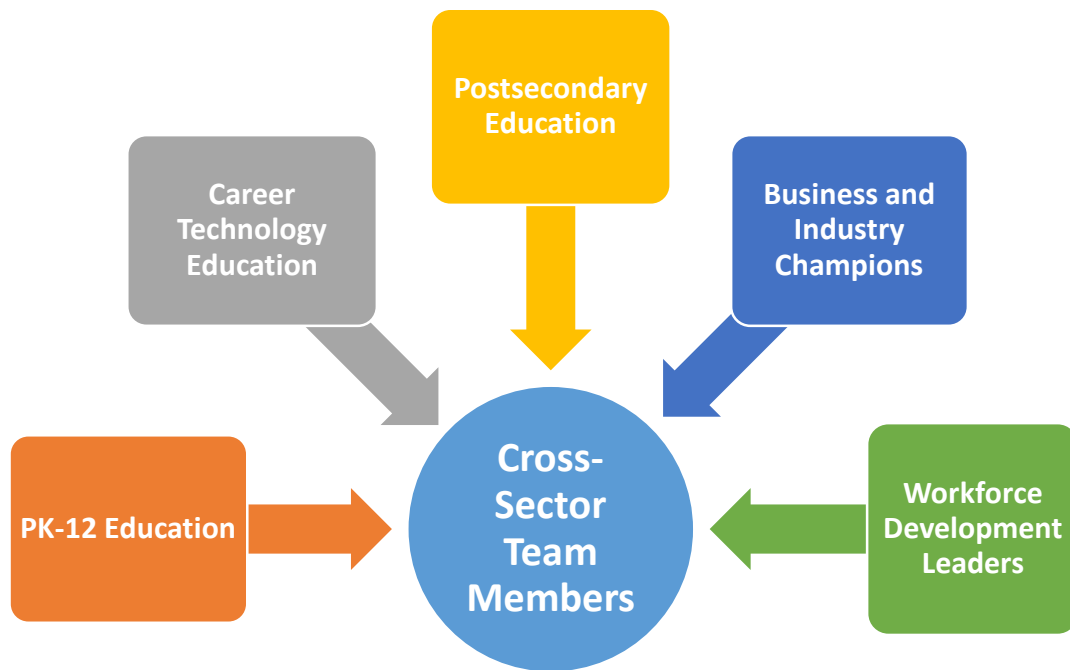 Postsecondary
Education
Career
Technology
Education
Business and
Industry
Champions
PK-12 Education
Cross-
Sector
Team
Members
Workforce
Development
Leaders